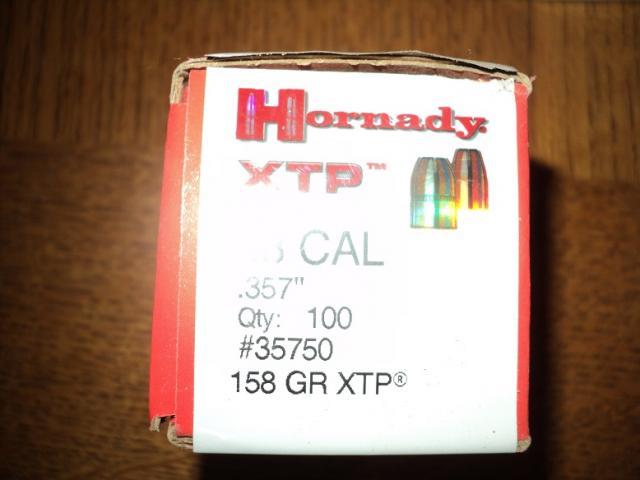 Hornady
XTP™
CAL
.357"
Qty: 100
#35750
158 GR XTP®